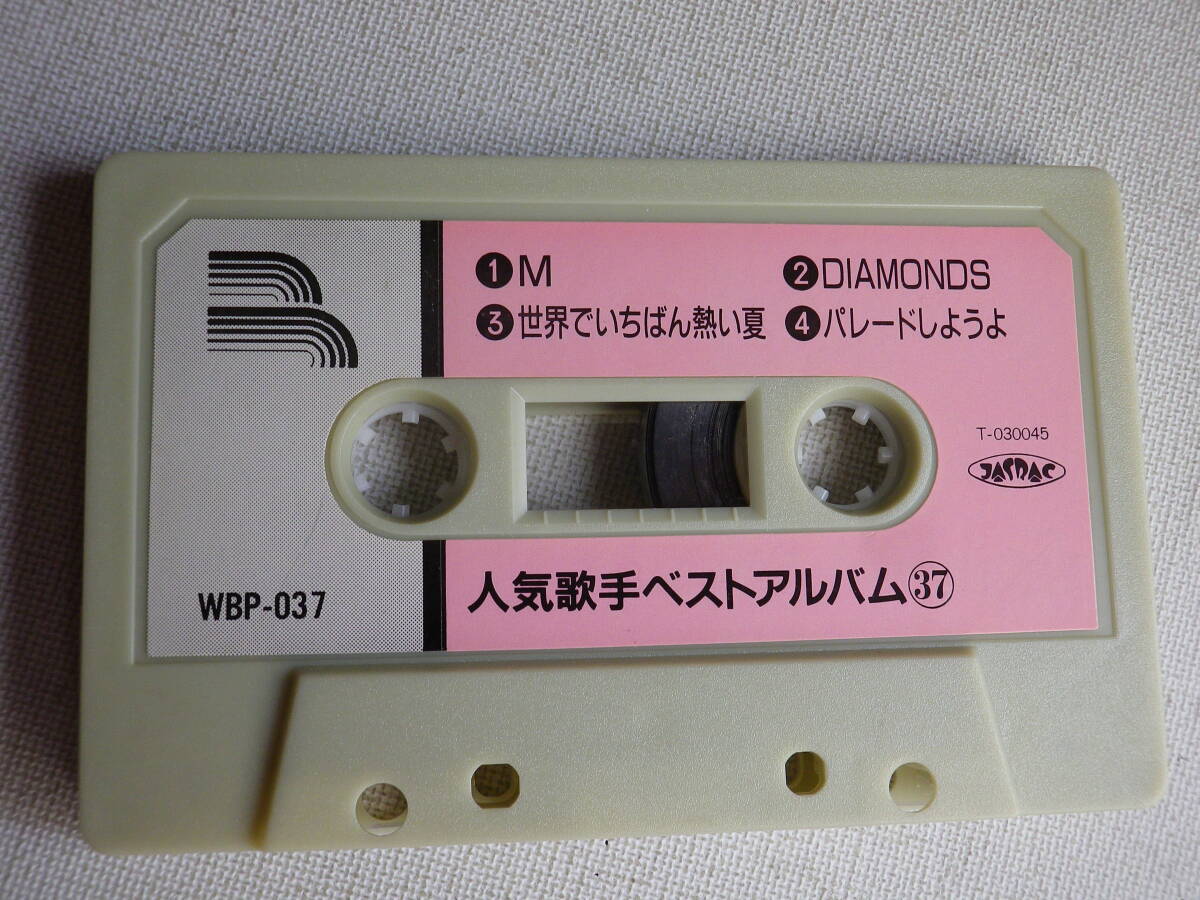 ❶M ❷DIAMONDS
❸世界でいちばん熱い夏 ❹パレードしようよ
T-030045
JASRAC
WBP-037
人気歌手ベストアルバム㊲